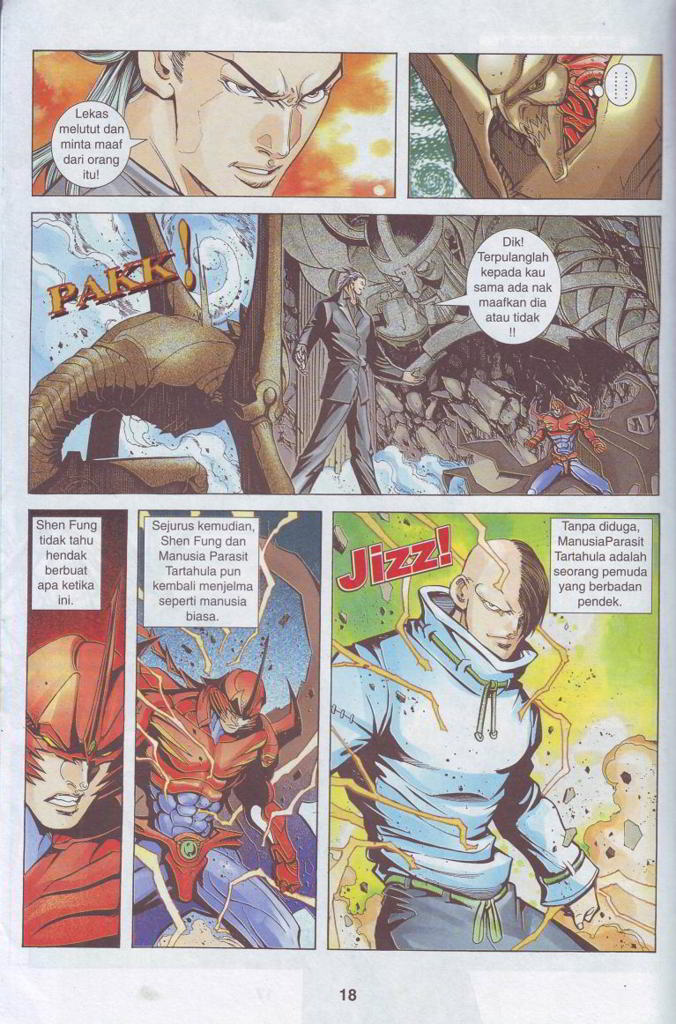 Lekas
melutut dan
minta maaf
dari orang
itu!
........
PAKK!
Dik!
Terpulanglah
kepada kau
sama ada nak
maafkan dia
atau tidak
!!
Shen Fung
tidak tahu
hendak
berbuat
apa ketika
ini.
Sejurus kemudian,
Shen Fung dan
Manusia Parasit
Tartahula pun
kembali menjelma
seperti manusia
biasa.
Jizz!
Tanpa diduga,
ManusiaParasit
Tartahula adalah
seorang pemuda
yang berbadan
pendek.
18